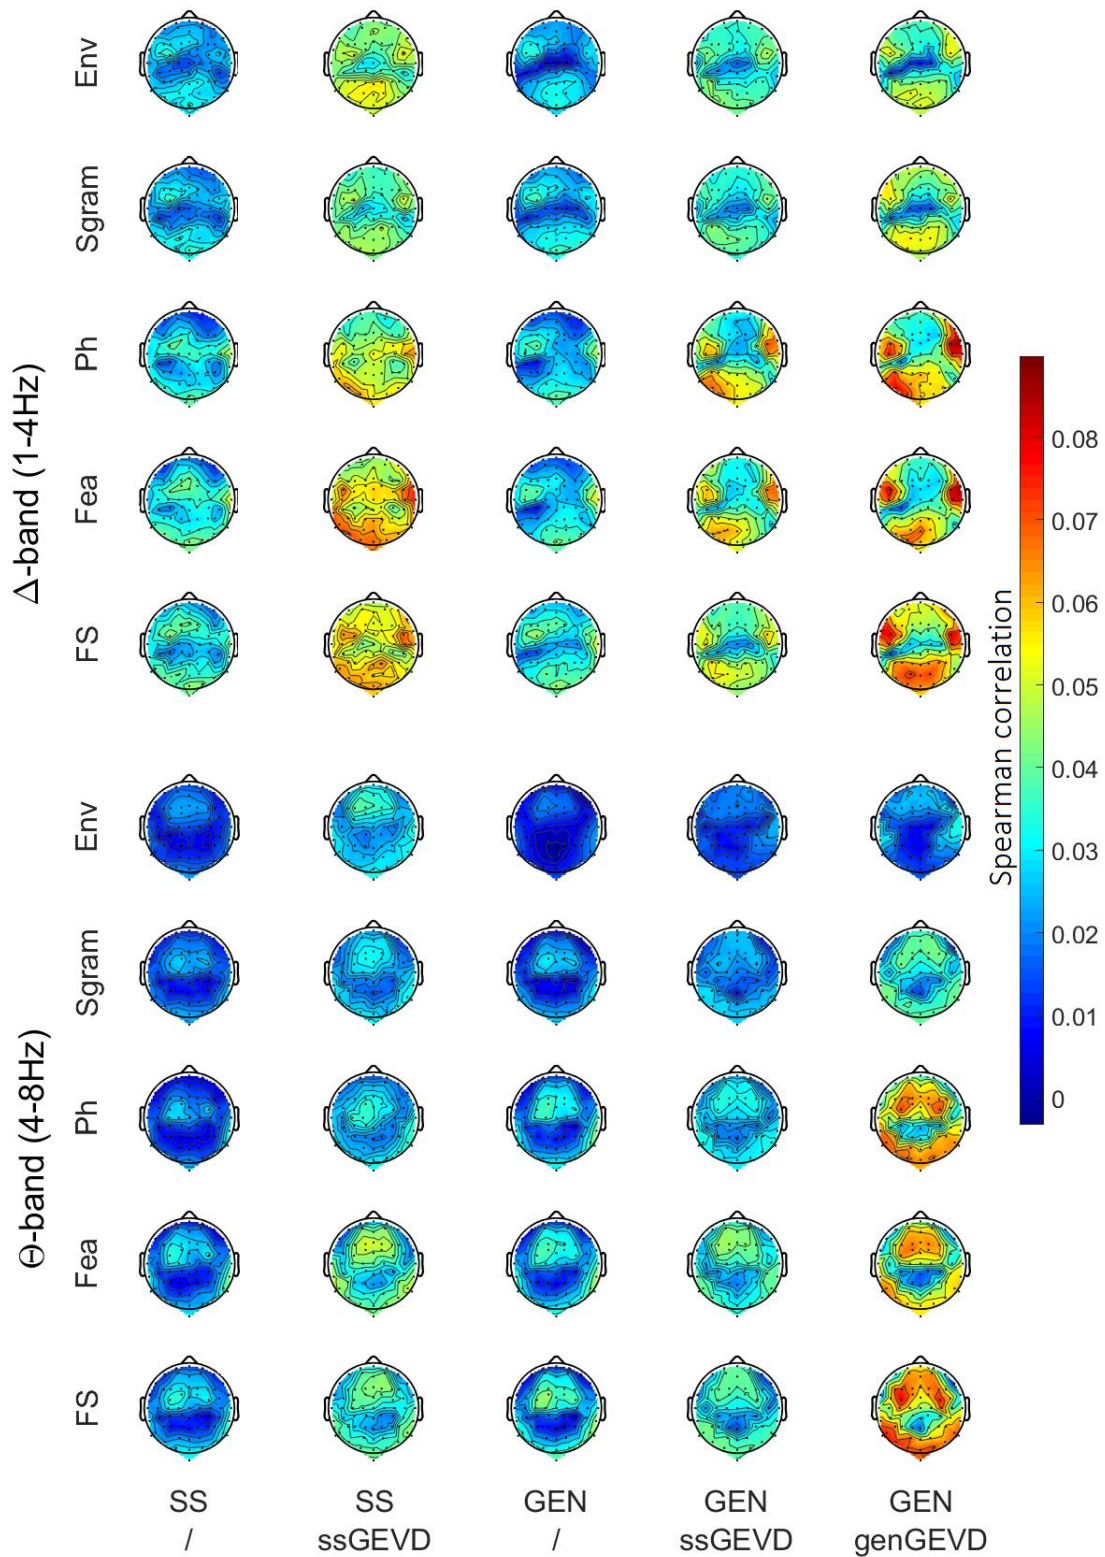 Δ-band (1-4Hz)
Env
Sgram
Ph
Fea
FS
Θ-band (4-8Hz)
Env
Sgram
Ph
Fea
FS
SS
/
SS
ssGEVD
GEN
/
GEN
ssGEVD
GEN
genGEVD
Spearman correlation
0.08
0.07
0.06
0.05
0.04
0.03
0.02
0.01
0